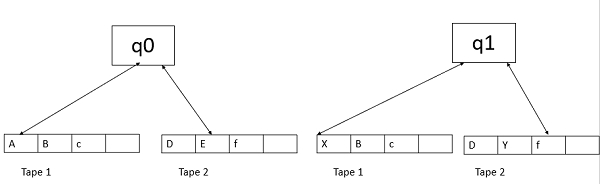 q0 q1
A B c D E f X B c D Y f
Tape 1 Tape 2 Tape 1 Tape 2